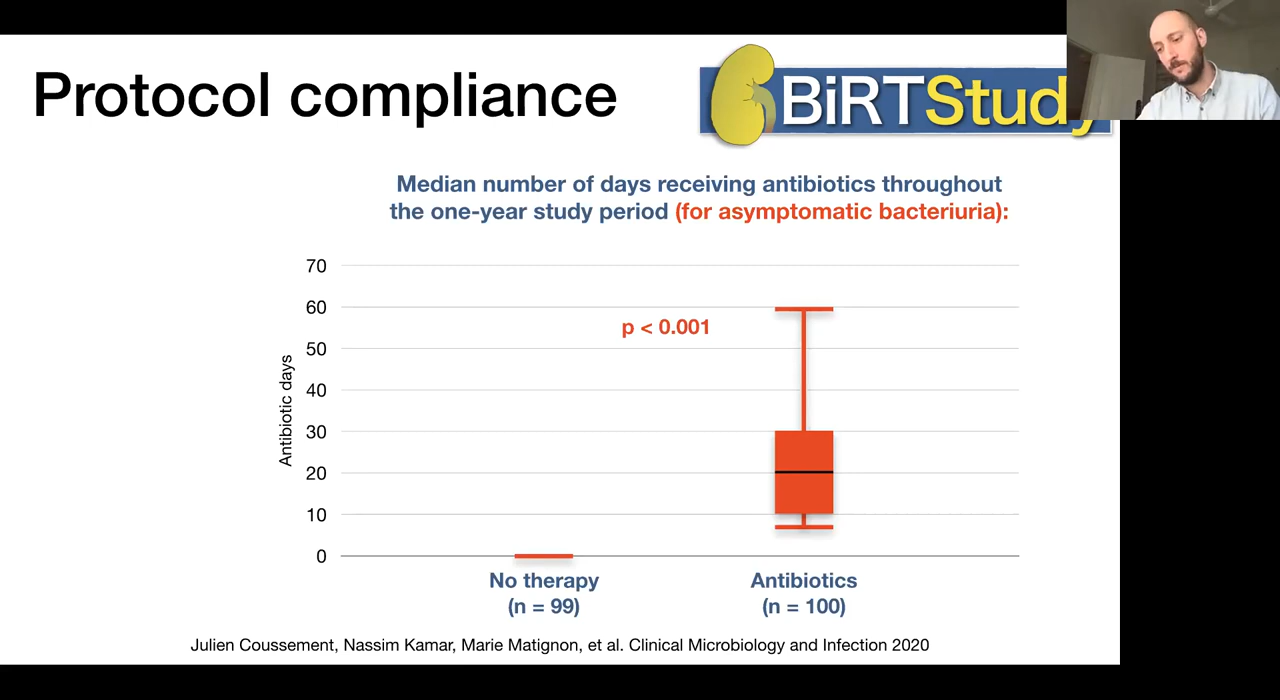 Protocol compliance
BiRTStudy
Median number of days receiving antibiotics throughout
the one-year study period (for asymptomatic bacteriuria):
70
60
p < 0.001
50
40
30
20
10
0
Antibiotic days
No therapy
(n = 99)
Antibiotics
(n = 100)
Julien Coussement, Nassim Kamar, Marie Matignon, et al. Clinical Microbiology and Infection 2020